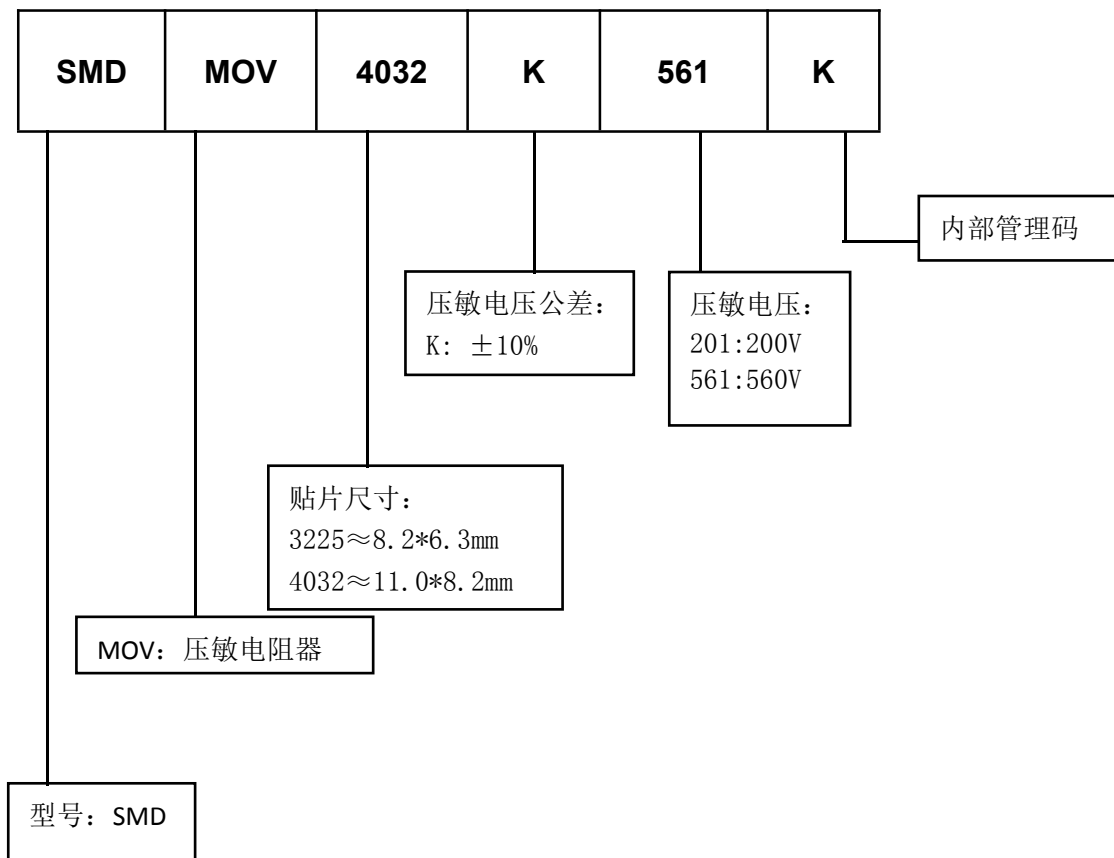 SMD MOV 4032 K 561 K
内部管理码
压敏电压公差：
K: ±10%
压敏电压：
201:200V
561:560V
贴片尺寸：
3225≈8.2*6.3mm
4032≈11.0*8.2mm
MOV：压敏电阻器
型号：SMD